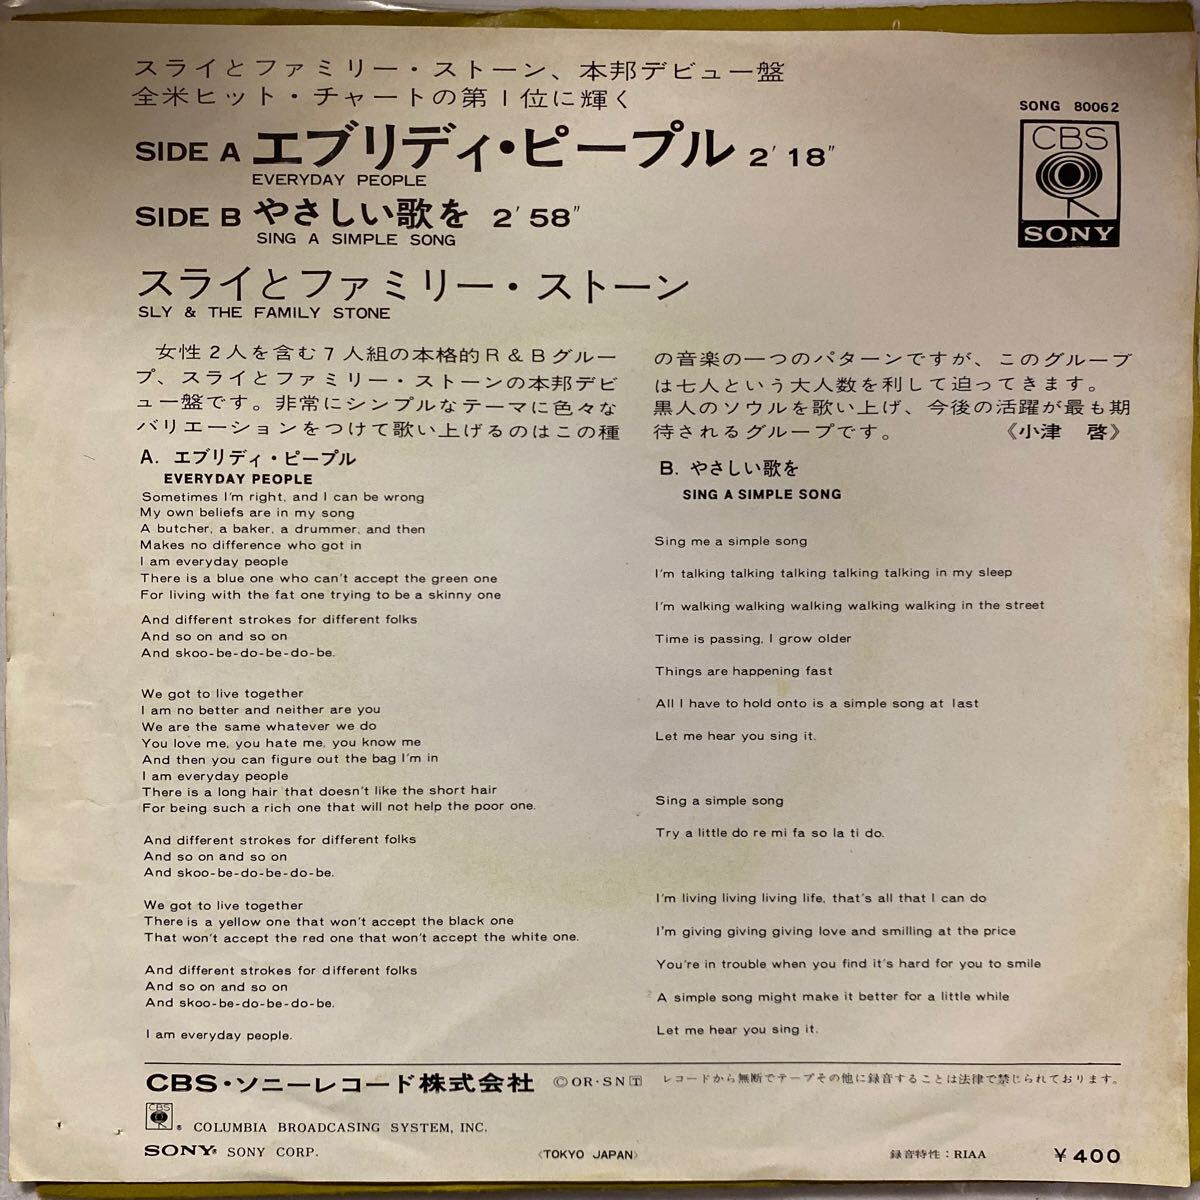 スライとファミリー・ストーン、本邦デビュー盤
全米ヒット・チャートの第1位に輝く
SONG 80062
CBS
SONY
SIDE A エブリディ・ピープル 2′18″
EVERYDAY PEOPLE
SIDE B やさしい歌を 2′58″
SING A SIMPLE SONG
スライとファミリー・ストーン
SLY & THE FAMILY STONE
女性2人を含む7人組の本格的R&Bグルー
プ、スライとファミリー・ストーンの本邦デビ
ュー盤です。非常にシンプルなテーマに色々な
バリエーションをつけて歌い上げるのはこの種
の音楽の一つのパターンですが、このグループ
は七人という大人数を利して迫ってきます。
黒人のソウルを歌い上げ、今後の活躍が最も期
待されるグループです。 《小津 啓》
A. エブリディ・ピープル
EVERYDAY PEOPLE
Sometimes I'm right, and I can be wrong
My own beliefs are in my song
A butcher, a baker, a drummer, and then
Makes no difference who got in
I am everyday people
There is a blue one who can't accept the green one
For living with the fat one trying to be a skinny one
And different strokes for different folks
And so on and so on
And skoo-be-do-be-do-be.
We got to live together
I am no better and neither are you
We are the same whatever we do
You love me, you hate me, you know me
And then you can figure out the bag I'm in
I am everyday people
There is a long hair that doesn't like the short hair
For being such a rich one that will not help the poor one.
And different strokes for different folks
And so on and so on
And skoo-be-do-be-do-be.
We got to live together
There is a yellow one that won't accept the black one
That won't accept the red one that won't accept the white one.
And different strokes for different folks
And so on and so on
And skoo-be-do-be-do-be.
I am everyday people.
B. やさしい歌を
SING A SIMPLE SONG
Sing me a simple song
I'm talking talking talking talking talking in my sleep
I'm walking walking walking walking walking in the street
Time is passing, I grow older
Things are happening fast
All I have to hold onto is a simple song at last
Let me hear you sing it.
Sing a simple song
Try a little do re mi fa so la ti do.
I'm living living living life, that's all that I can do
I'm giving giving giving love and smilling at the price
You're in trouble when you find it's hard for you to smile
A simple song might make it better for a little while
Let me hear you sing it.
CBS・ソニーレコード株式会社 ©OR・SN🅃 レコードから無断でテープその他に録音することは法律で禁じられております。
CBS ® COLUMBIA BROADCASTING SYSTEM, INC.
SONY® SONY CORP. 〈TOKYO JAPAN〉 録音特性：RIAA ￥400